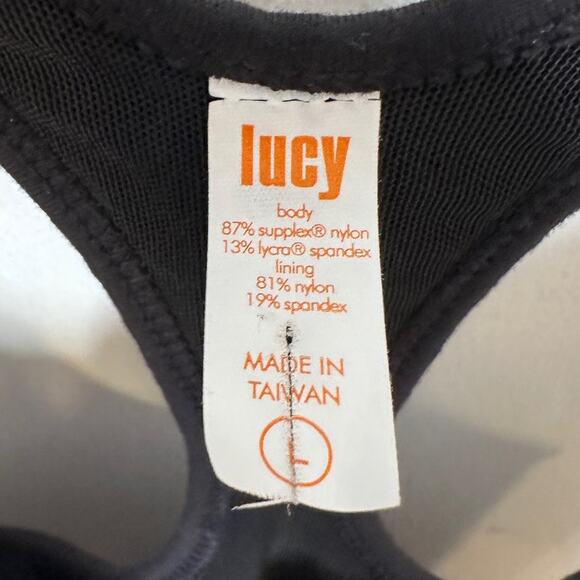 lucy
body
87% supplex® nylon
13% lycra® spandex
lining
81% nylon
19% spandex
MADE IN
TAIWAN
L